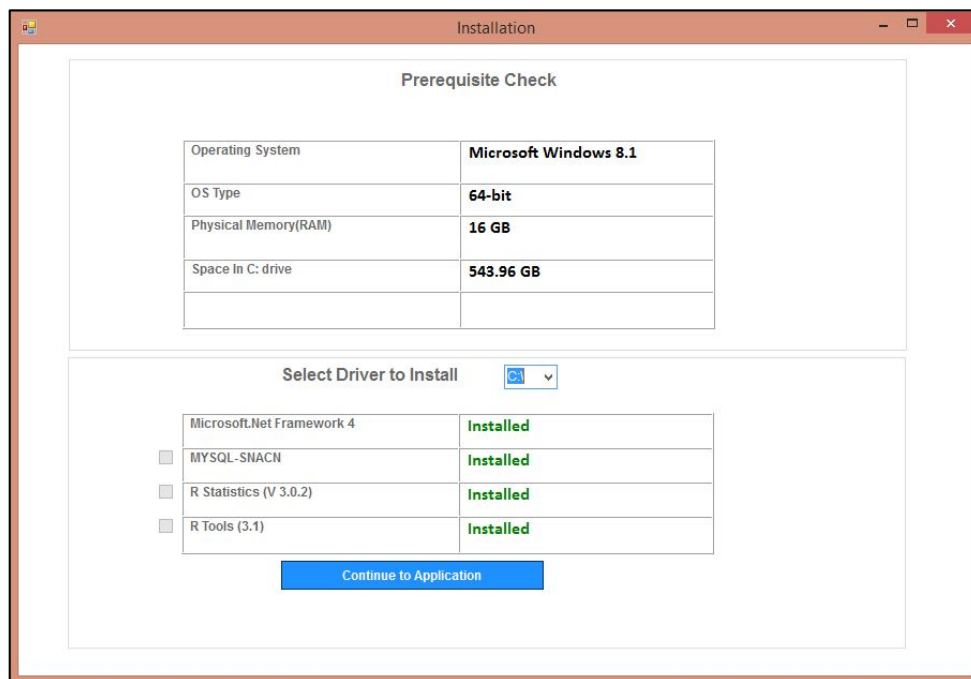 Installation
Prerequisite Check
Operating System Microsoft Windows 8.1
OS Type 64-bit
Physical Memory(RAM) 16 GB
Space In C: drive 543.96 GB
Select Driver to Install C:\
Microsoft.Net Framework 4 Installed
MYSQL-SNACN Installed
R Statistics (V 3.0.2) Installed
R Tools (3.1) Installed
Continue to Application